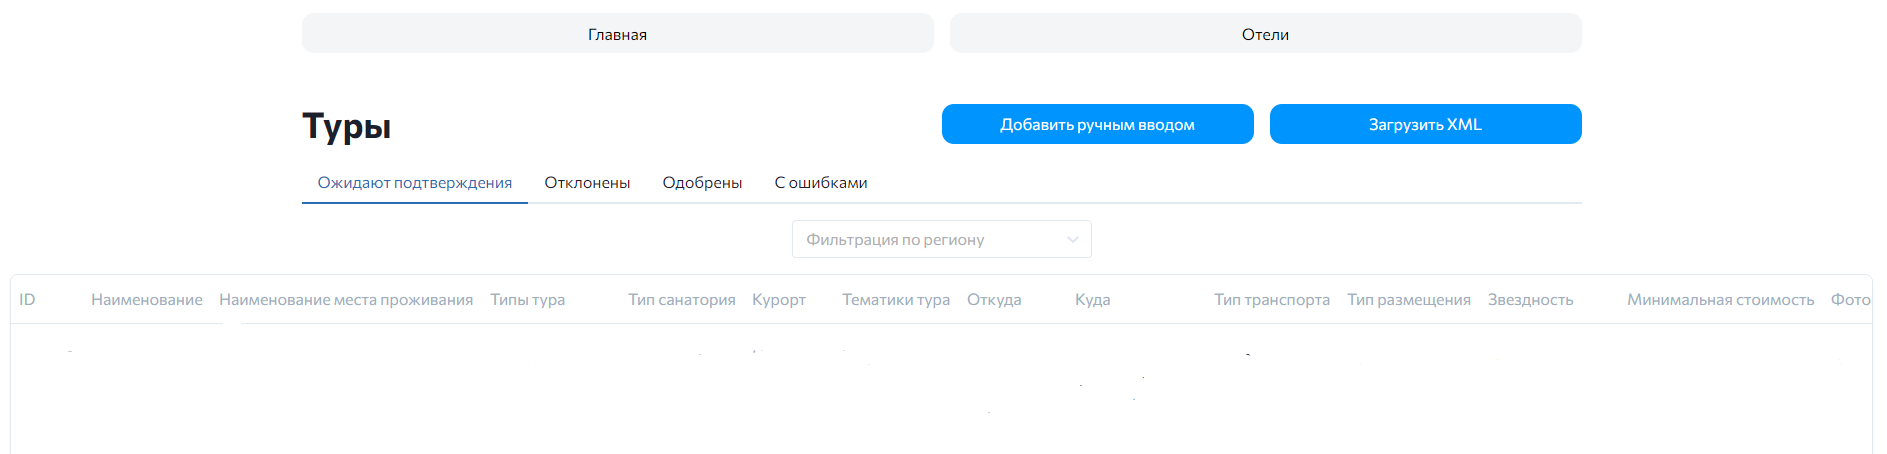 Главная Отели
Туры Добавить ручным вводом Загрузить XML
Ожидают подтверждения Отклонены Одобрены С ошибками
Фильтрация по региону
ID Наименование Наименование места проживания Типы тура Тип санатория Курорт Тематики тура Откуда Куда Тип транспорта Тип размещения Звездность Минимальная стоимость Фото